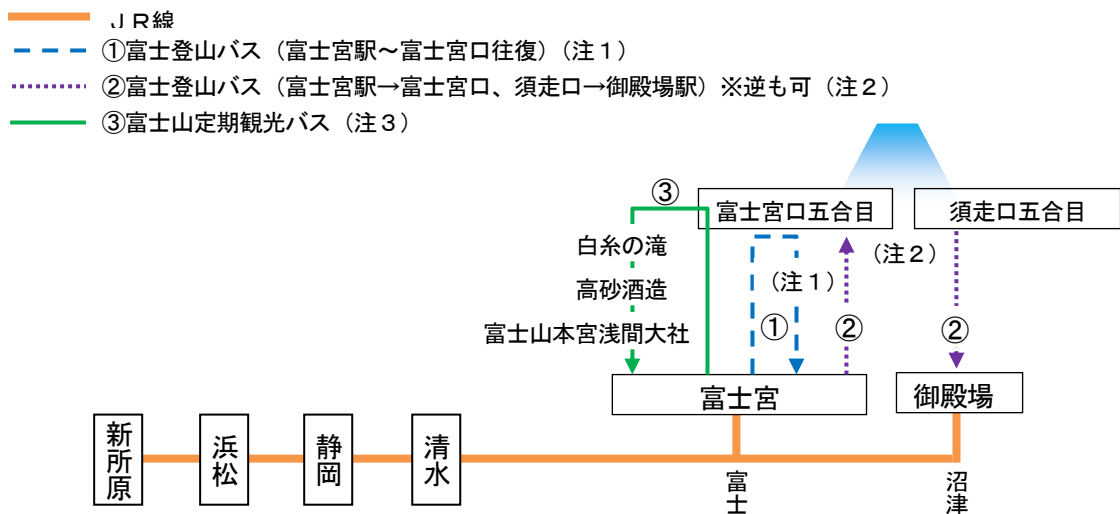 ＪＲ線
①富士登山バス（富士宮駅～富士宮口往復）（注１）
②富士登山バス（富士宮駅→富士宮口、須走口→御殿場駅）※逆も可（注２）
③富士山定期観光バス（注３）
③
富士宮口五合目
須走口五合目
白糸の滝
（注２）
（注１）
高砂酒造
富士山本宮浅間大社
①
②
②
富士宮
御殿場
新所原
浜松
静岡
清水
富士
沼津